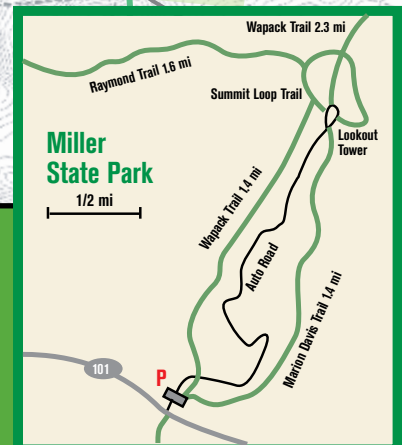 Wapack Trail 2.3 mi
Raymond Trail 1.6 mi
Summit Loop Trail
Lookout
Tower
Miller
State Park
1/2 mi
Wapack Trail 1.4 mi
Auto Road
Marion Davis Trail 1.4 mi
101
P